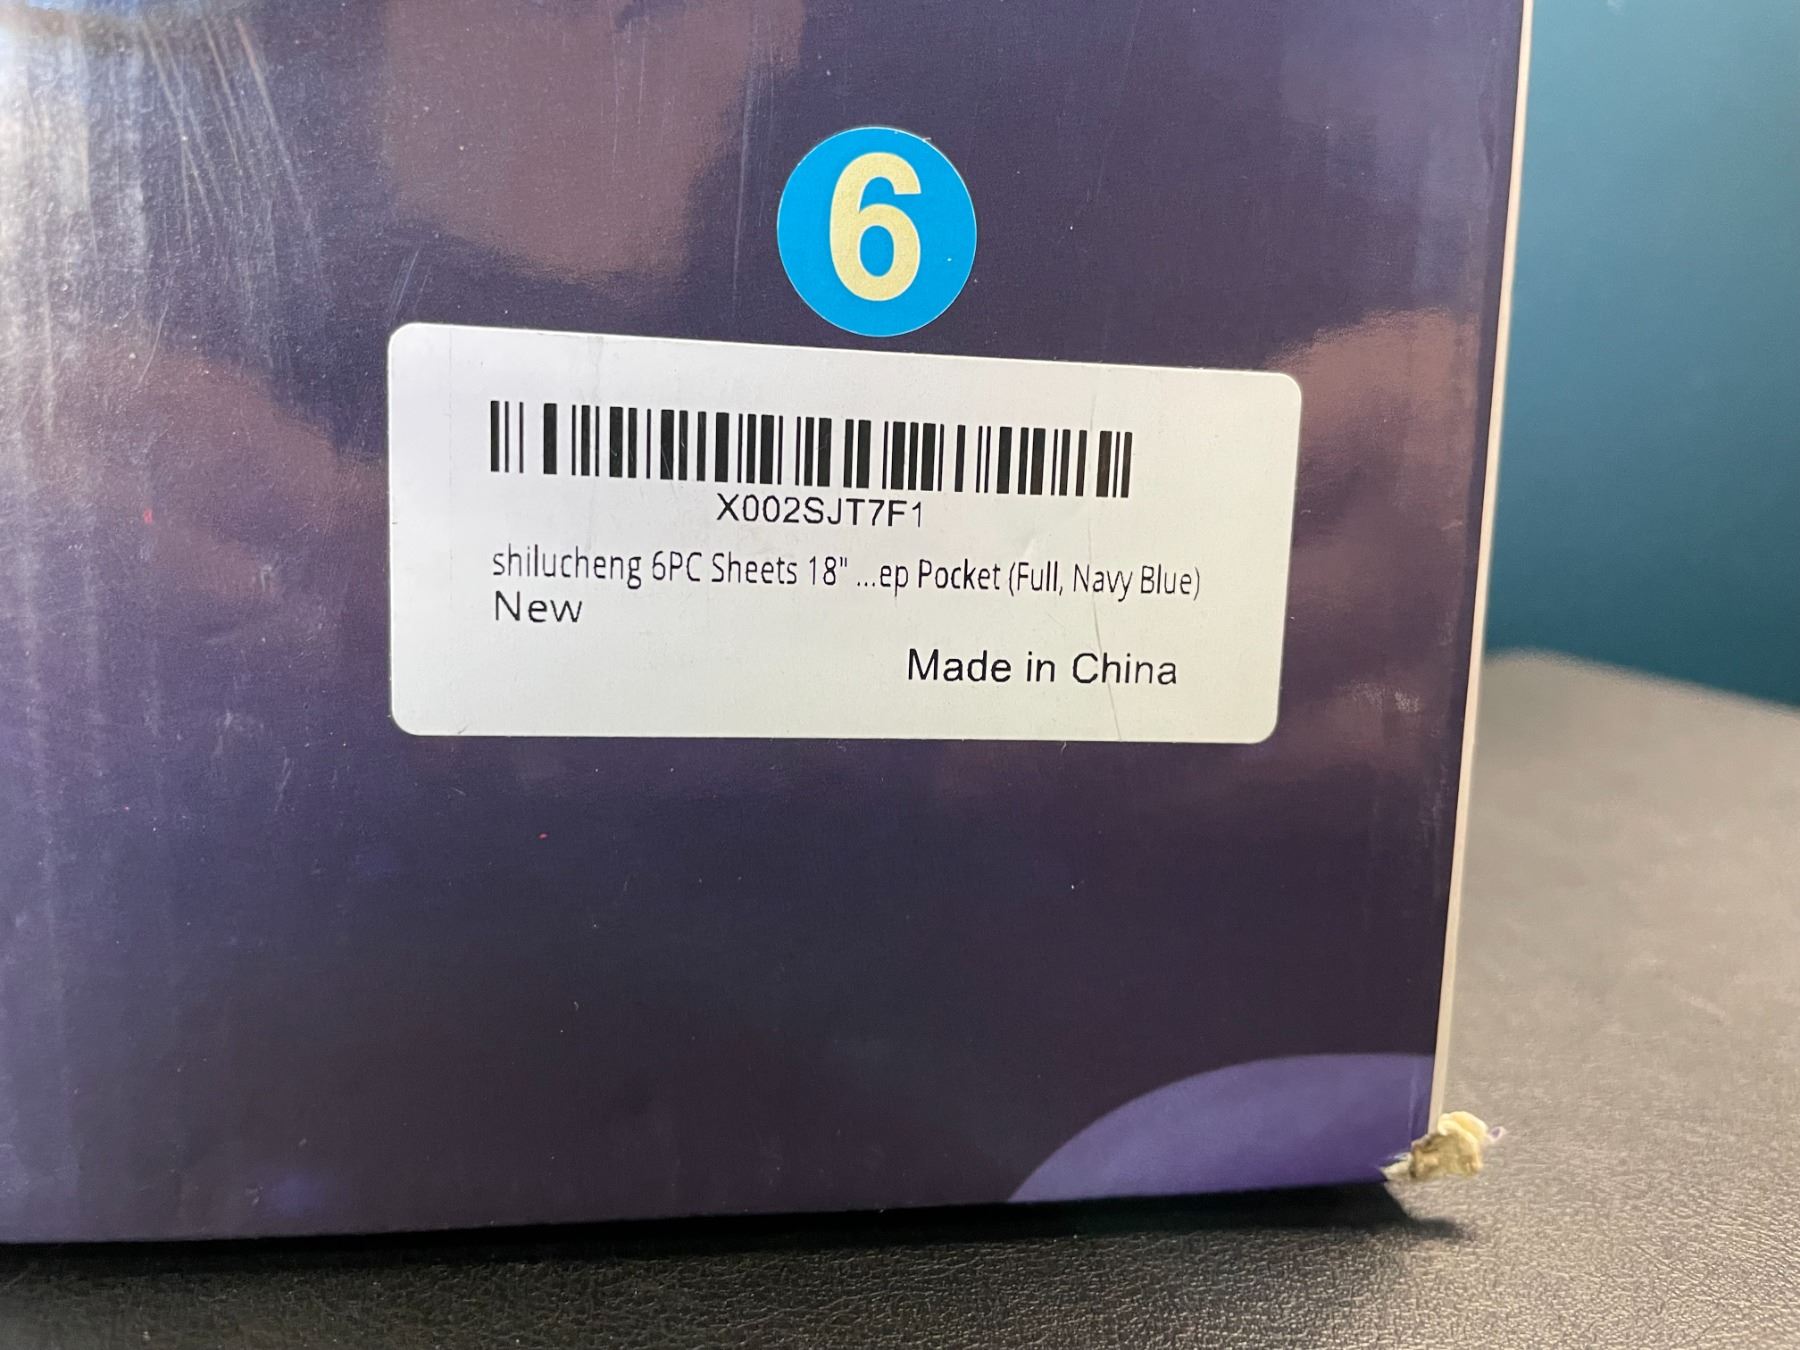 6
X002SJT7F1
shilucheng 6PC Sheets 18" ...ep Pocket (Full, Navy Blue)
New
Made in China